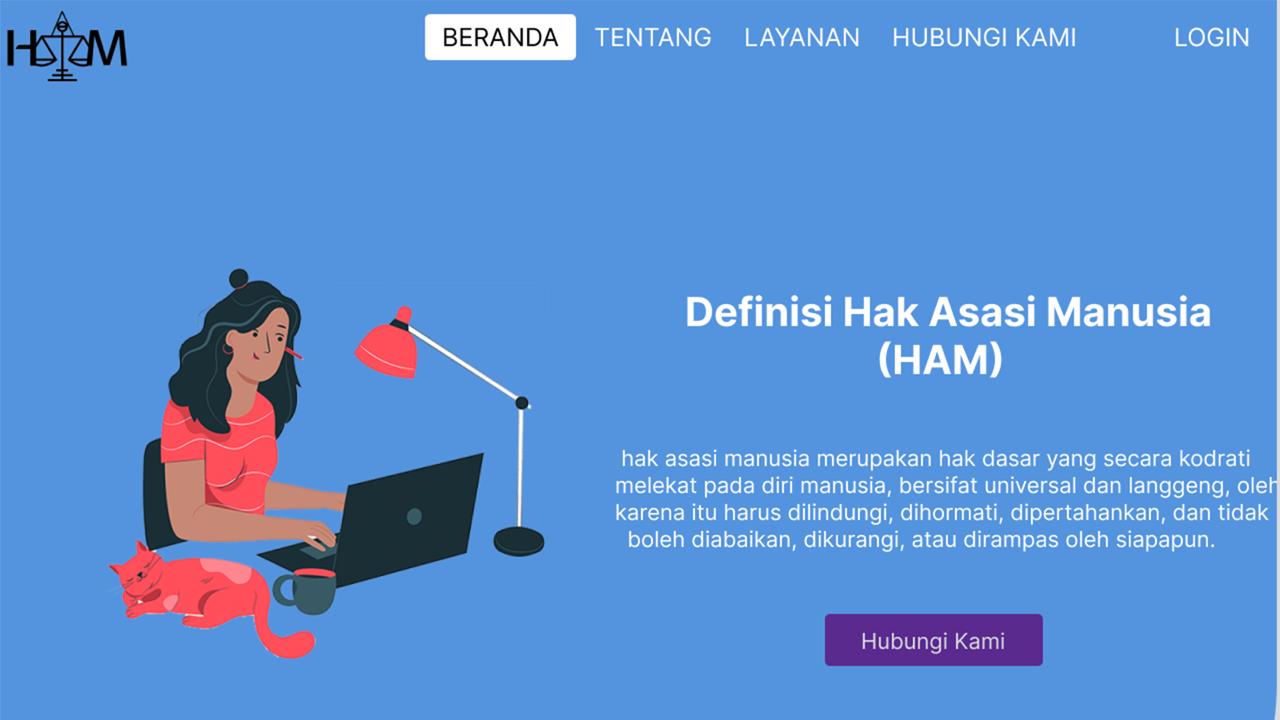 HAM
BERANDA TENTANG LAYANAN HUBUNGI KAMI LOGIN
Definisi Hak Asasi Manusia
(HAM)
hak asasi manusia merupakan hak dasar yang secara kodrati
melekat pada diri manusia, bersifat universal dan langgeng, oleh
karena itu harus dilindungi, dihormati, dipertahankan, dan tidak
boleh diabaikan, dikurangi, atau dirampas oleh siapapun.
Hubungi Kami